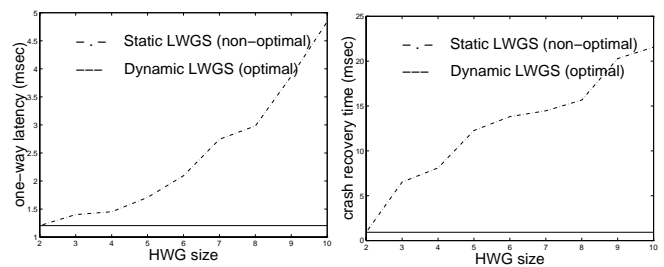 5
4.5
4
3.5
3
2.5
2
1.5
1
one-way latency (msec)
Static LWGS (non-optimal)
Dynamic LWGS (optimal)
2 3 4 5 6 7 8 9 10
HWG size
25
20
15
10
5
0
crash recovery time (msec)
Static LWGS (non-optimal)
Dynamic LWGS (optimal)
2 3 4 5 6 7 8 9 10
HWG size